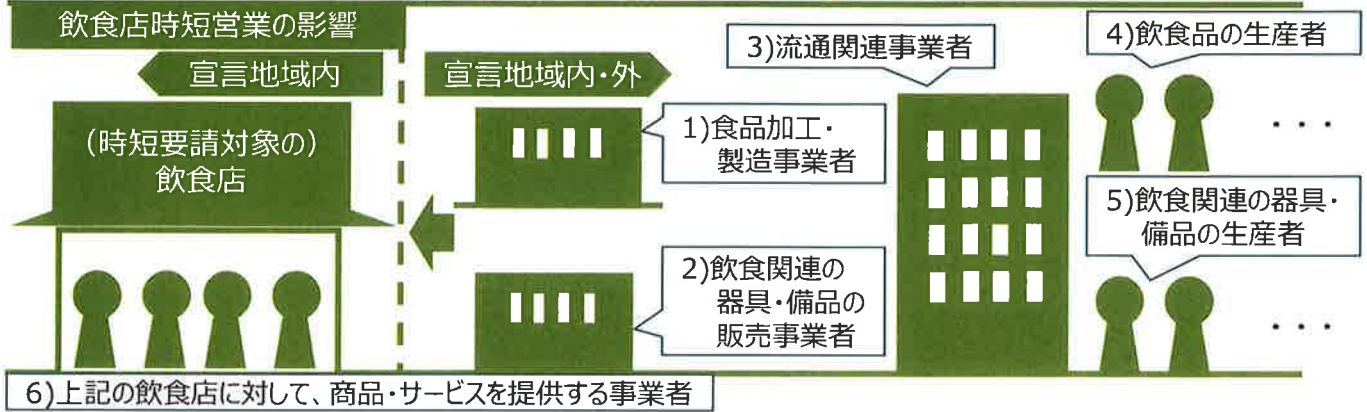 飲食店時短営業の影響
宣言地域内
宣言地域内・外
(時短要請対象の)
飲食店
1)食品加工・
製造事業者
2)飲食関連の
器具・備品の
販売事業者
3)流通関連事業者
4)飲食品の生産者
・・・
5)飲食関連の器具・
備品の生産者
・・・
6)上記の飲食店に対して、商品・サービスを提供する事業者